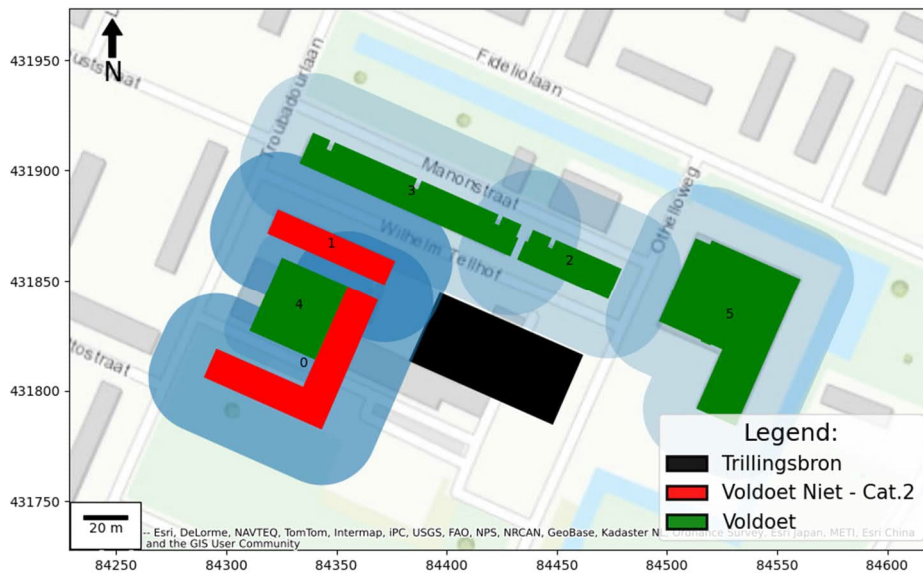 431950
431900
431850
431800
431750
84250
84300
84350
84400
84450
84500
84550
84600
N
Fideliolaan
Manonstraat
Othelloweg
Wilhelm Tellhof
3
1
2
4
5
0
Legend:
Trillingsbron
Voldoet Niet - Cat.2
Voldoet
20 m
-- Esri, DeLorme, NAVTEQ, TomTom, Intermap, iPC, USGS, FAO, NPS, NRCAN, GeoBase, Kadaster Ordnance Survey, Esri Japan, METI, Esri China
and the GIS User Community